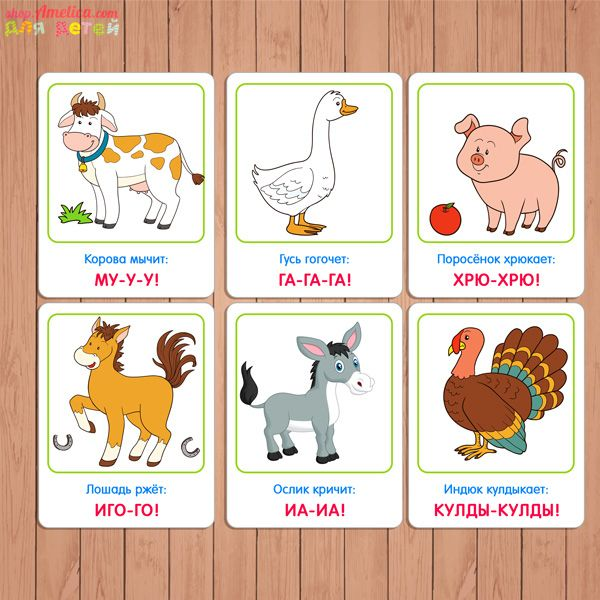 shop.Amelica.com
для детей
Корова мычит:
МУ-У-У!
Гусь гогочет:
ГА-ГА-ГА!
Поросёнок хрюкает:
ХРЮ-ХРЮ!
Лошадь ржёт:
ИГО-ГО!
Ослик кричит:
ИА-ИА!
Индюк кулдыкает:
КУЛДЫ-КУЛДЫ!